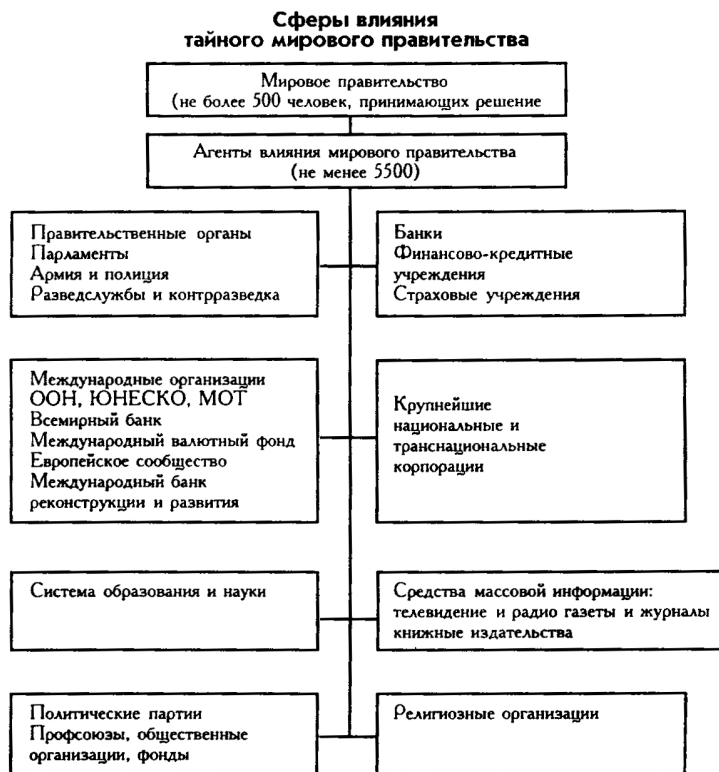 Сферы влияния
тайного мирового правительства
Мировое правительство
(не более 500 человек, принимающих решение
Агенты влияния мирового правительства
(не менее 5500)
Правительственные органы
Парламенты
Армия и полиция
Разведслужбы и контрразведка
Банки
Финансово-кредитные
учреждения
Страховые учреждения
Международные организации
ООН, ЮНЕСКО, МОТ
Всемирный банк
Международный валютный фонд
Европейское сообщество
Международный банк
реконструкции и развития
Крупнейшие
национальные и
транснациональные
корпорации
Система образования и науки
Средства массовой информации:
телевидение и радио газеты и журналы
книжные издательства
Политические партии
Профсоюзы, общественные
организации, фонды
Религиозные организации